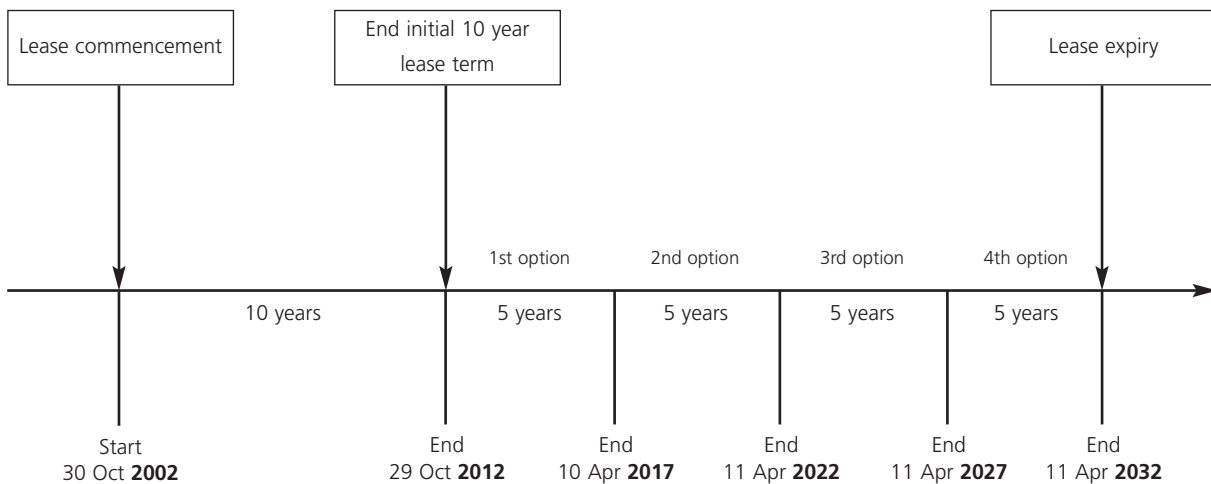 Lease commencement
End initial 10 year
lease term
Lease expiry
1st option
2nd option
3rd option
4th option
10 years
5 years
5 years
5 years
5 years
Start
30 Oct 2002
End
29 Oct 2012
End
10 Apr 2017
End
11 Apr 2022
End
11 Apr 2027
End
11 Apr 2032